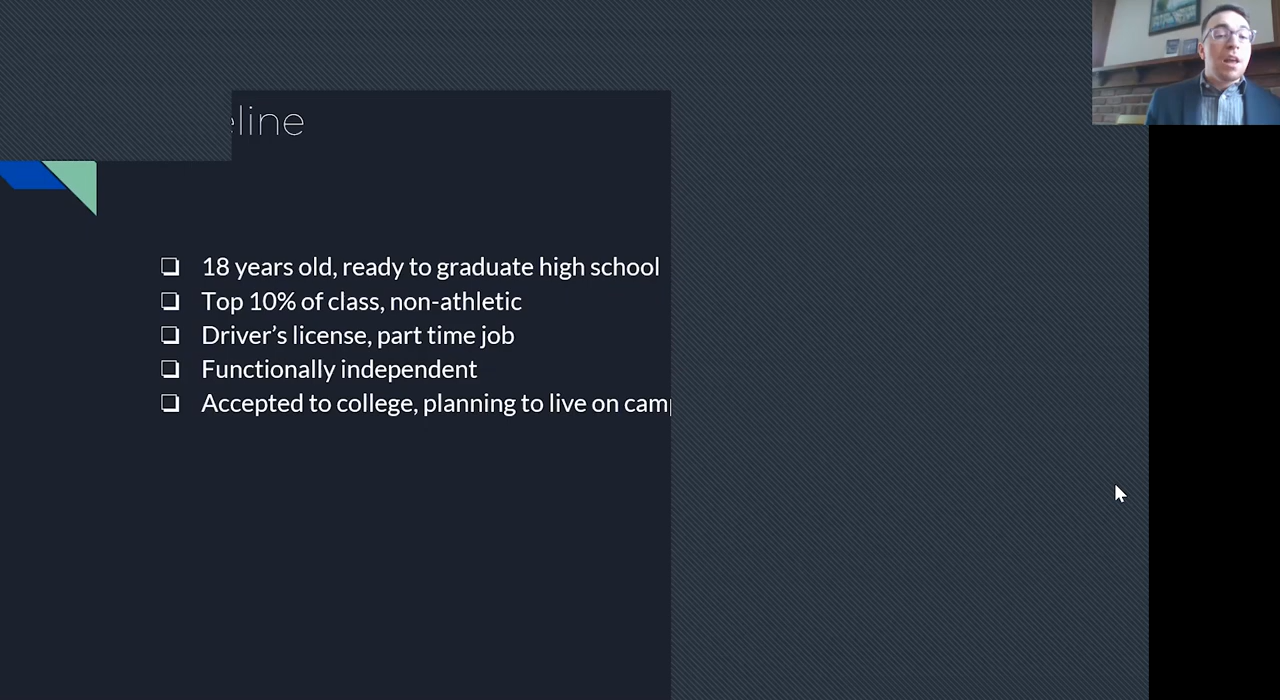 eline
18 years old, ready to graduate high school
Top 10% of class, non-athletic
Driver’s license, part time job
Functionally independent
Accepted to college, planning to live on cam